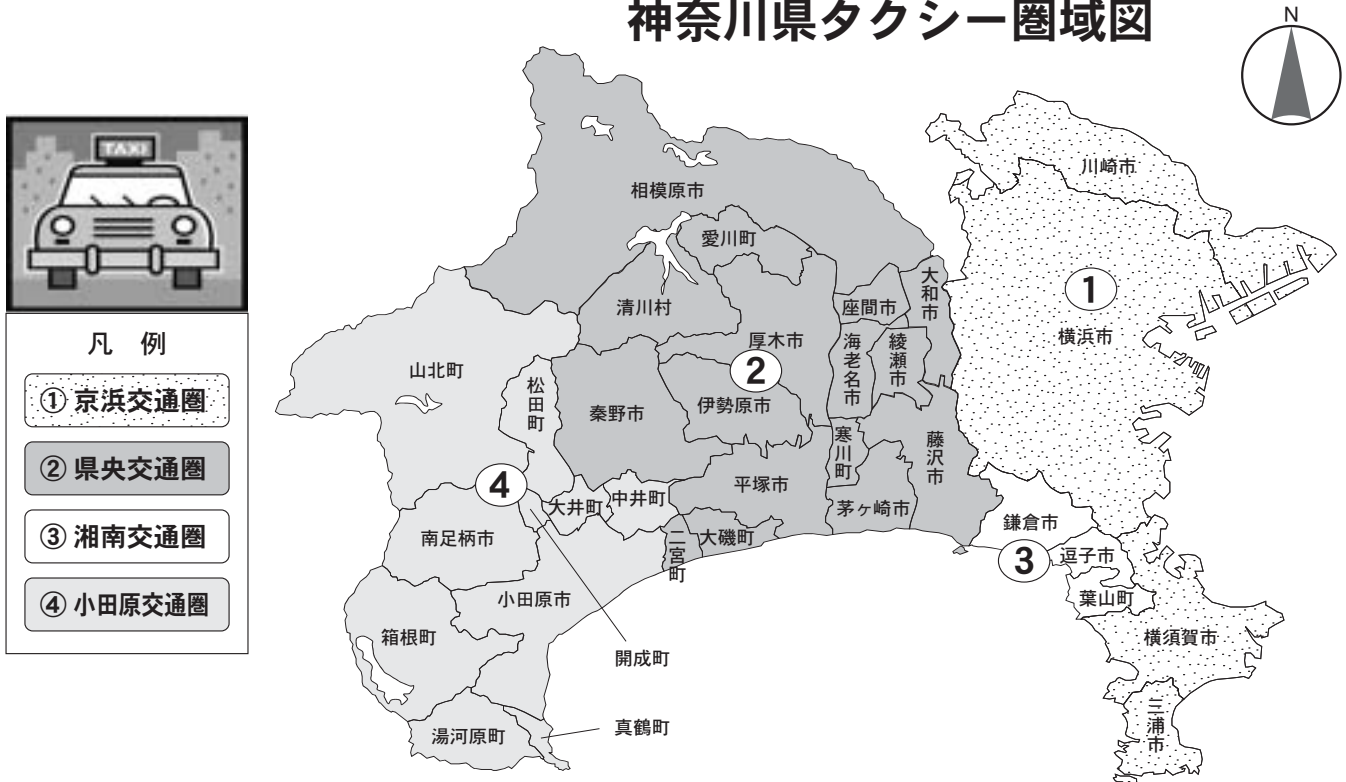 神奈川県タクシー圏域図
N
TAXI
凡 例
① 京浜交通圏
② 県央交通圏
③ 湘南交通圏
④ 小田原交通圏
川崎市
相模原市
愛川町
大和市
①
座間市
清川村
横浜市
厚木市
海老名市
綾瀬市
②
山北町
松田町
伊勢原市
秦野市
寒川町
藤沢市
④
平塚市
中井町
大井町
茅ヶ崎市
鎌倉市
南足柄市
二宮町
大磯町
③
逗子市
小田原市
葉山町
箱根町
横須賀市
開成町
真鶴町
湯河原町
三浦市